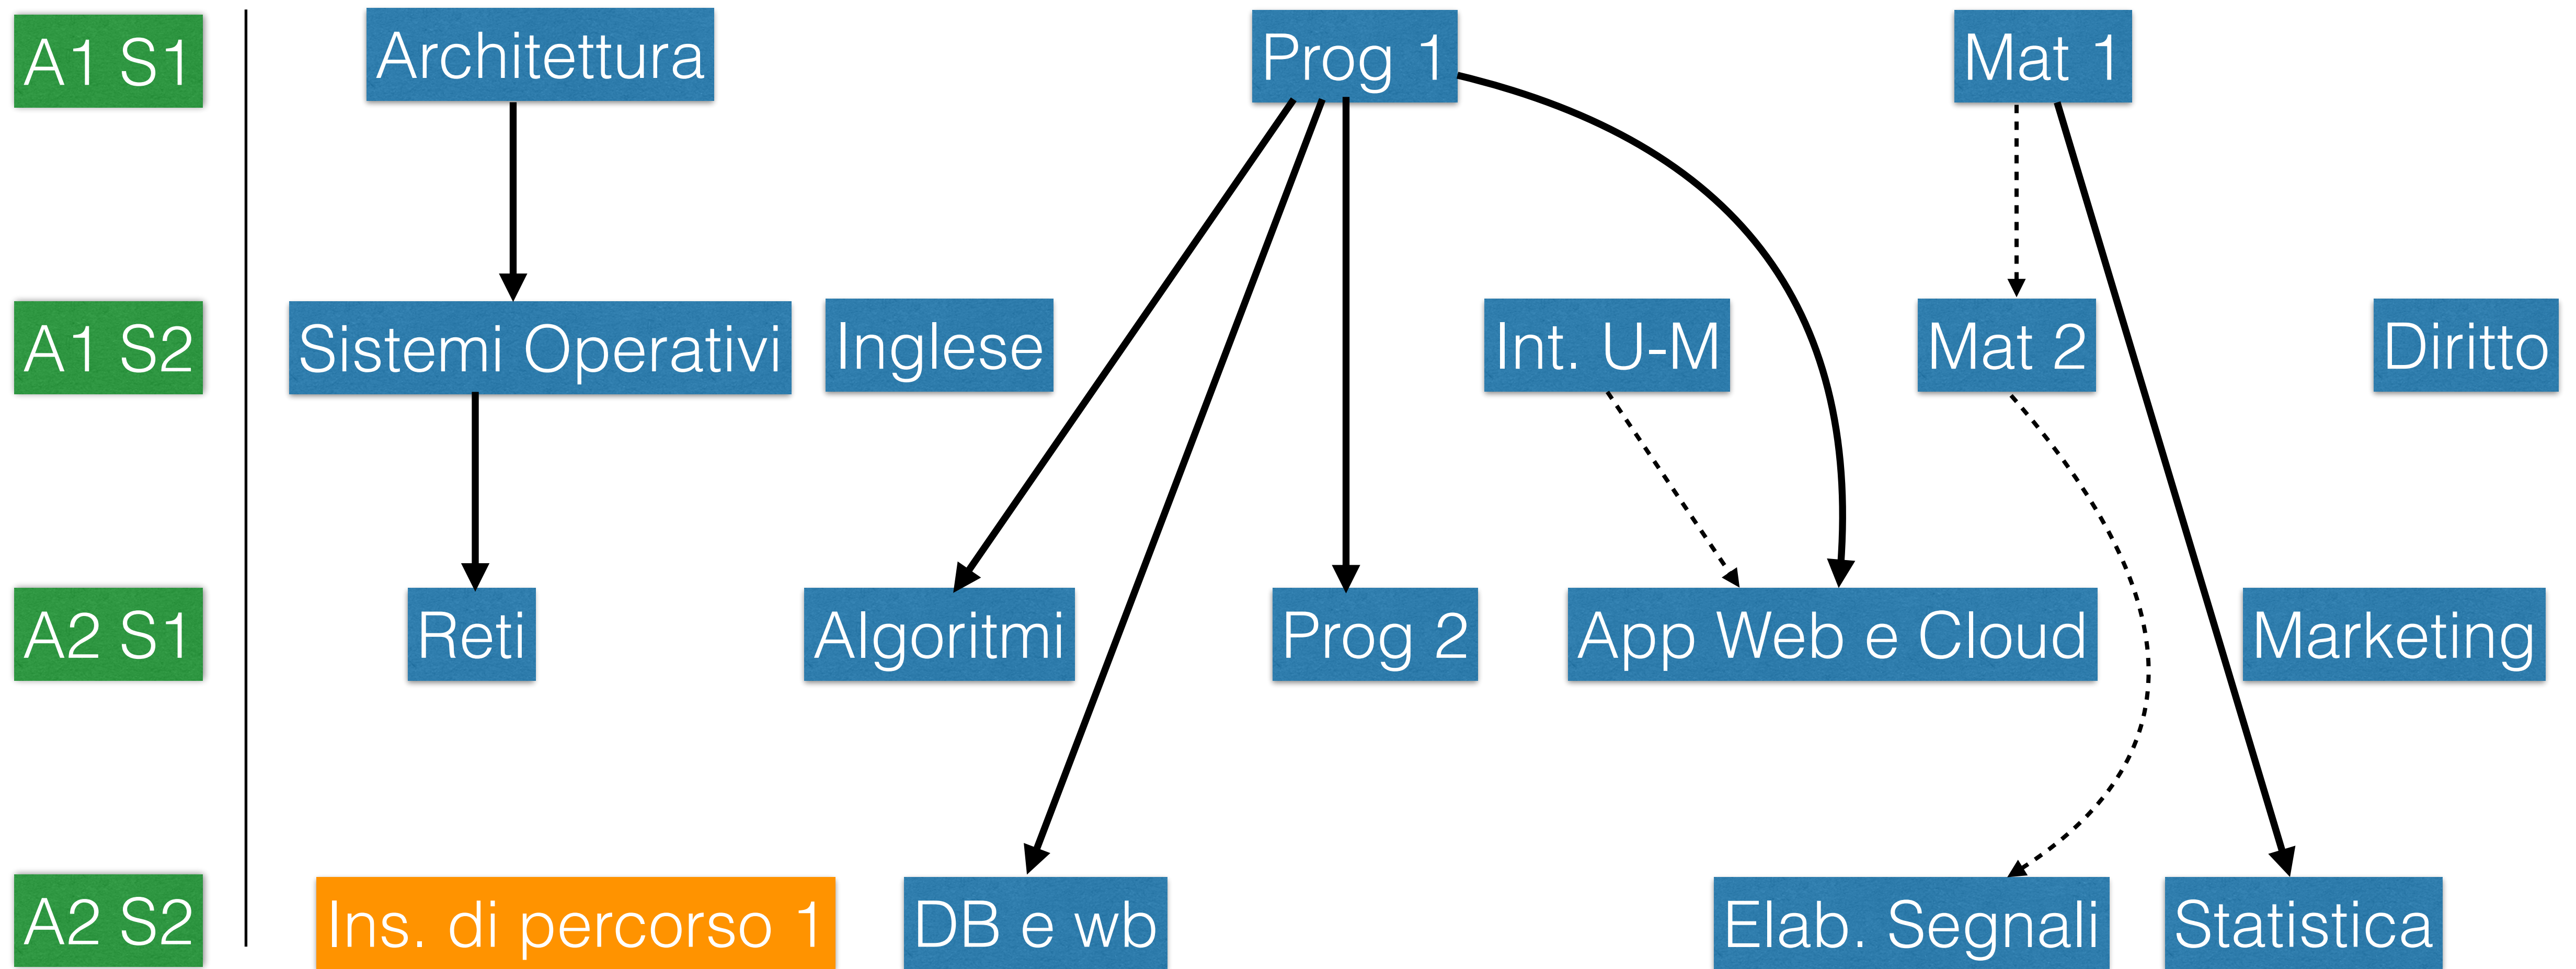 A1 S1
Architettura
Prog 1
Mat 1
A1 S2
Sistemi Operativi
Inglese
Int. U-M
Mat 2
Diritto
A2 S1
Reti
Algoritmi
Prog 2
App Web e Cloud
Marketing
A2 S2
Ins. di percorso 1
DB e wb
Elab. Segnali
Statistica